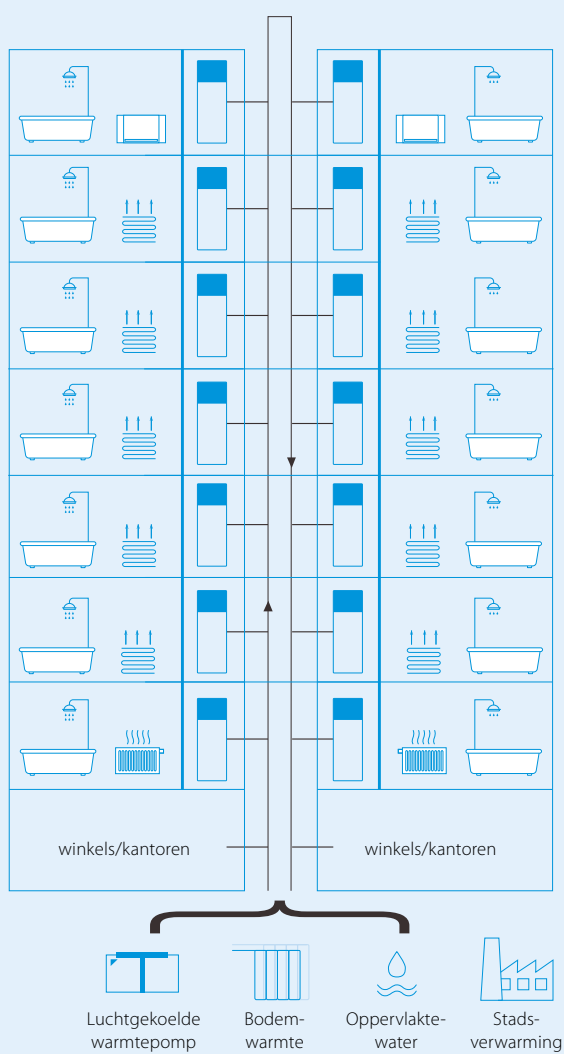 winkels/kantoren
winkels/kantoren
Luchtgekoelde
warmtepomp
Bodem-
warmte
Oppervlakte-
water
Stads-
verwarming